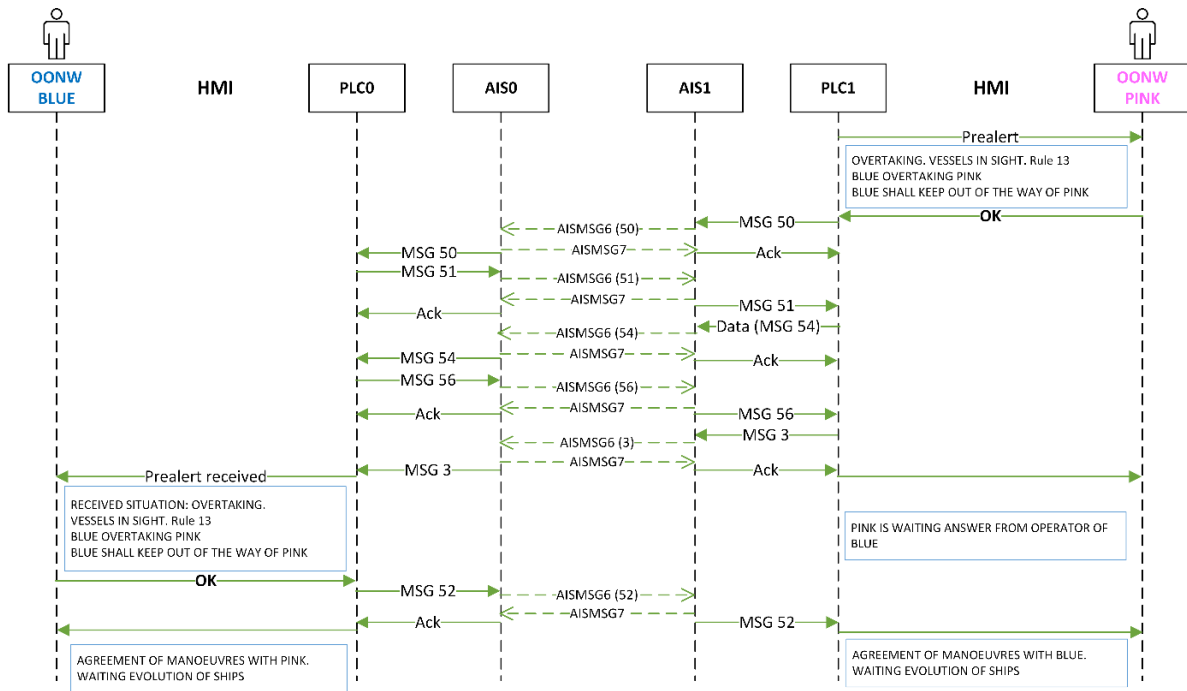 OONW
BLUE
HMI
PLC0
AIS0
AIS1
PLC1
HMI
OONW
PINK
Prealert
OVERTAKING. VESSELS IN SIGHT. Rule 13
BLUE OVERTAKING PINK
BLUE SHALL KEEP OUT OF THE WAY OF PINK
OK
MSG 50
AISMSG6 (50)
MSG 50
AISMSG7
Ack
MSG 51
AISMSG6 (51)
AISMSG7
MSG 51
Ack
Data (MSG 54)
AISMSG6 (54)
MSG 54
AISMSG7
Ack
MSG 56
AISMSG6 (56)
AISMSG7
Ack
MSG 56
MSG 3
AISMSG6 (3)
AISMSG7
Prealert received
MSG 3
Ack
RECEIVED SITUATION: OVERTAKING.
VESSELS IN SIGHT. Rule 13
BLUE OVERTAKING PINK
BLUE SHALL KEEP OUT OF THE WAY OF PINK
PINK IS WAITING ANSWER FROM OPERATOR OF
BLUE
OK
MSG 52
AISMSG6 (52)
AISMSG7
Ack
MSG 52
AGREEMENT OF MANOEUVRES WITH PINK.
WAITING EVOLUTION OF SHIPS
AGREEMENT OF MANOEUVRES WITH BLUE.
WAITING EVOLUTION OF SHIPS